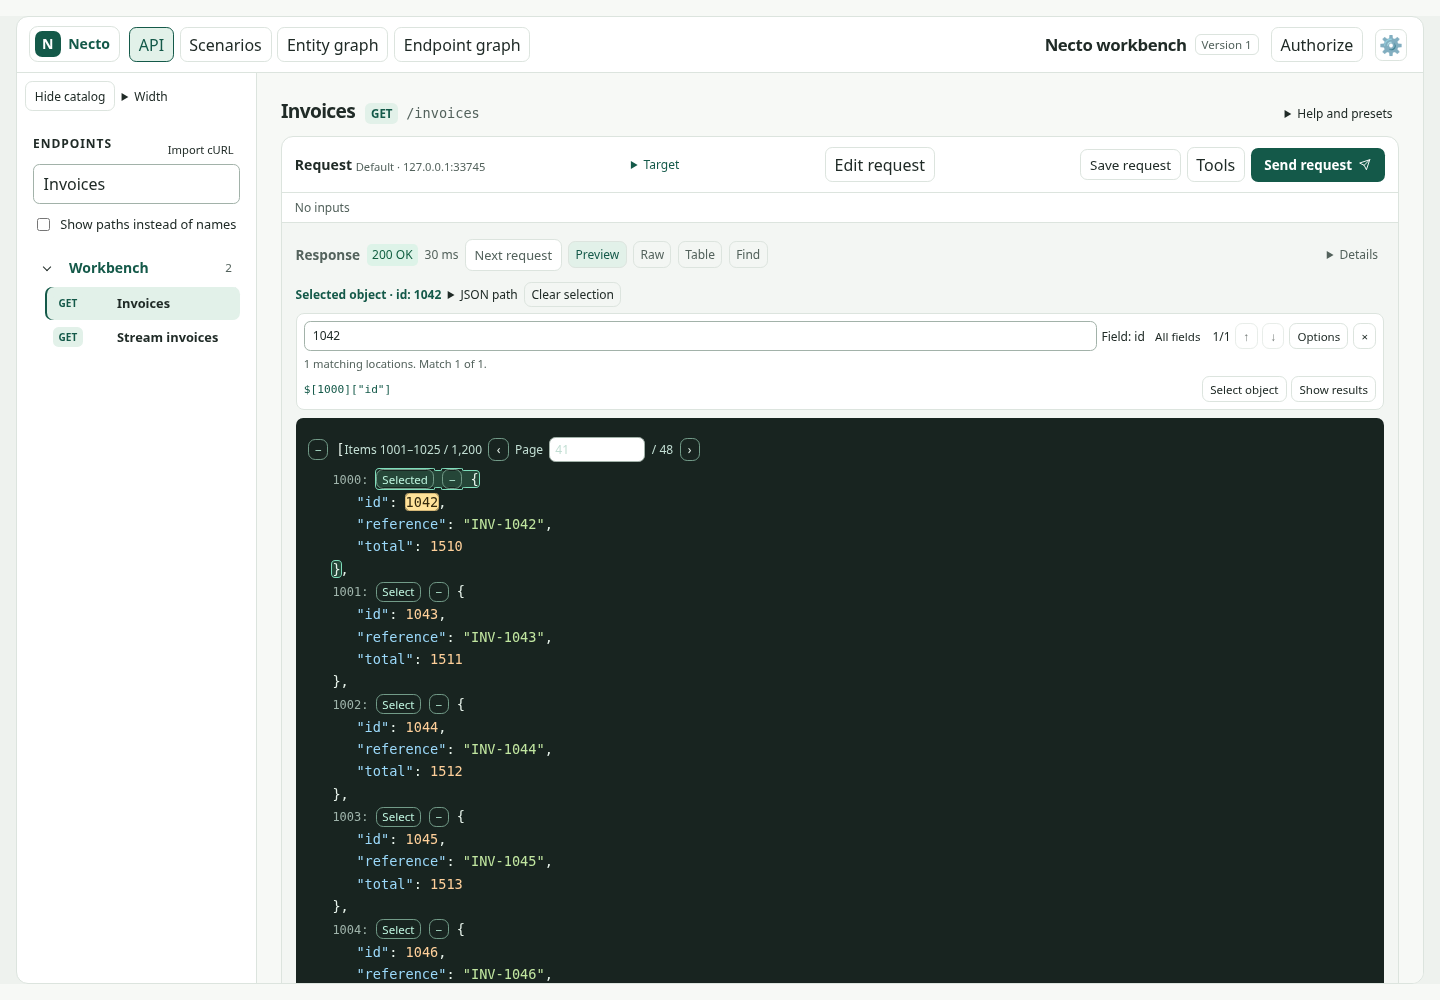 N Necto API Scenarios Entity graph Endpoint graph Necto workbench Version 1 Authorize
Hide catalog ▶ Width
ENDPOINTS Import cURL
Invoices
Show paths instead of names
Workbench 2
GET Invoices
GET Stream invoices
Invoices GET /invoices ▶ Help and presets
Request Default · 127.0.0.1:33745 ▶ Target Edit request Save request Tools Send request
No inputs
Response 200 OK 30 ms Next request Preview Raw Table Find ▶ Details
Selected object · id: 1042 ▶ JSON path Clear selection
1042 Field: id All fields 1/1 ↑ ↓ Options ×
1 matching locations. Match 1 of 1.
$[1000]["id"] Select object Show results
− [ Items 1001–1025 / 1,200 ‹ Page 41 / 48 ›
1000: Selected − {
"id": 1042,
"reference": "INV-1042",
"total": 1510
},
1001: Select − {
"id": 1043,
"reference": "INV-1043",
"total": 1511
},
1002: Select − {
"id": 1044,
"reference": "INV-1044",
"total": 1512
},
1003: Select − {
"id": 1045,
"reference": "INV-1045",
"total": 1513
},
1004: Select − {
"id": 1046,
"reference": "INV-1046",